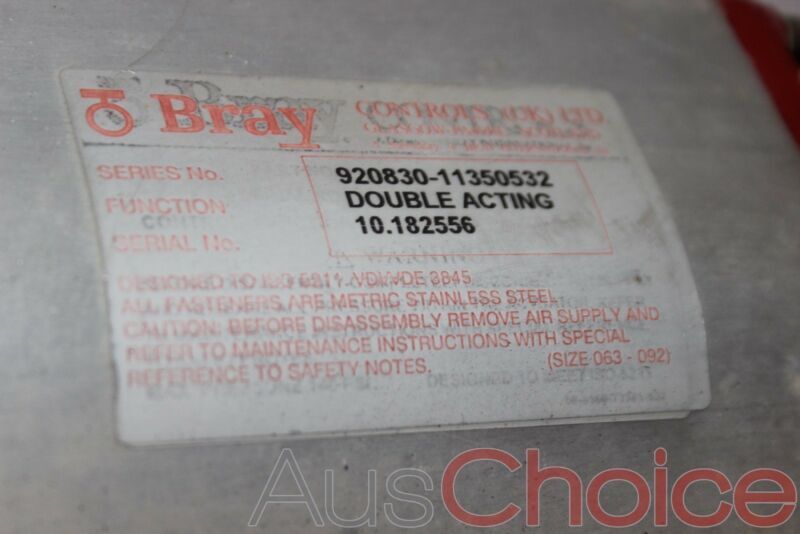 Bray CONTROLS (UK) LTD.
SERIES No. 920830-11350532
FUNCTION DOUBLE ACTING
SERIAL No. 10.182556
DESIGNED TO ISO 5211. VDI/VDE 3845
ALL FASTENERS ARE METRIC STAINLESS STEEL
CAUTION: BEFORE DISASSEMBLY REMOVE AIR SUPPLY AND
REFER TO MAINTENANCE INSTRUCTIONS WITH SPECIAL
REFERENCE TO SAFETY NOTES. (SIZE 063 - 092)
AusChoice